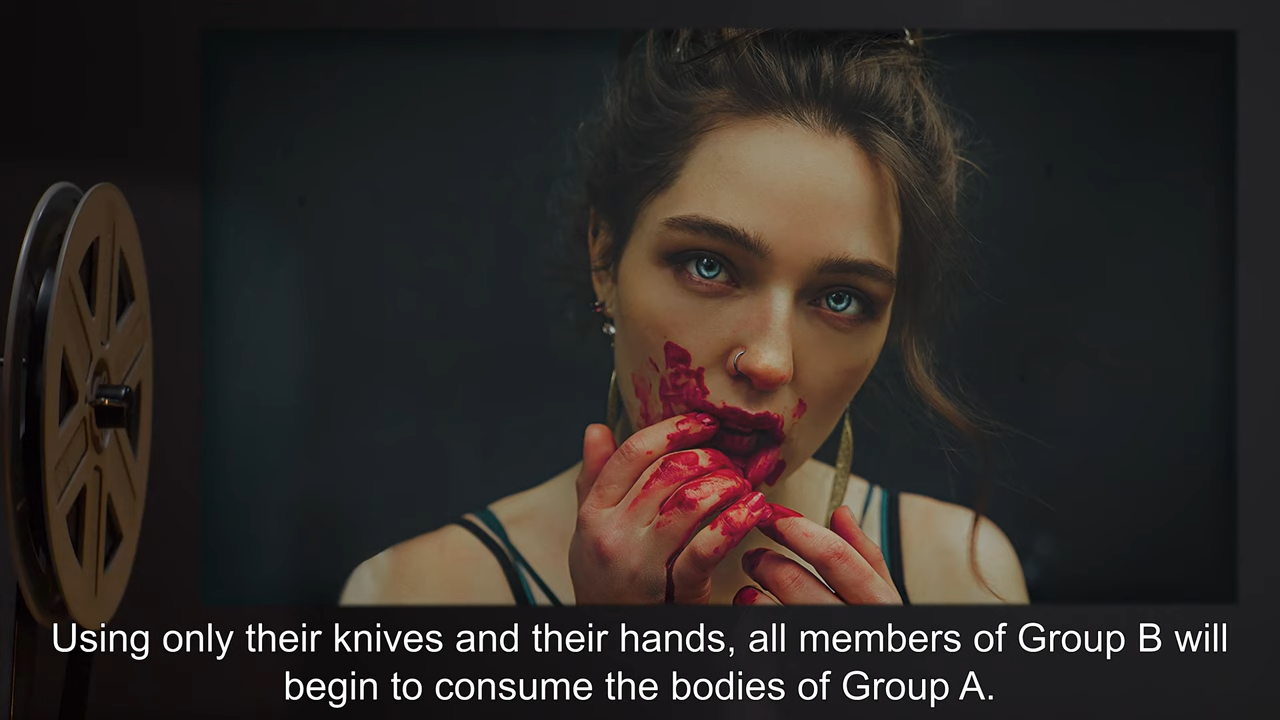 Using only their knives and their hands, all members of Group B will
begin to consume the bodies of Group A.